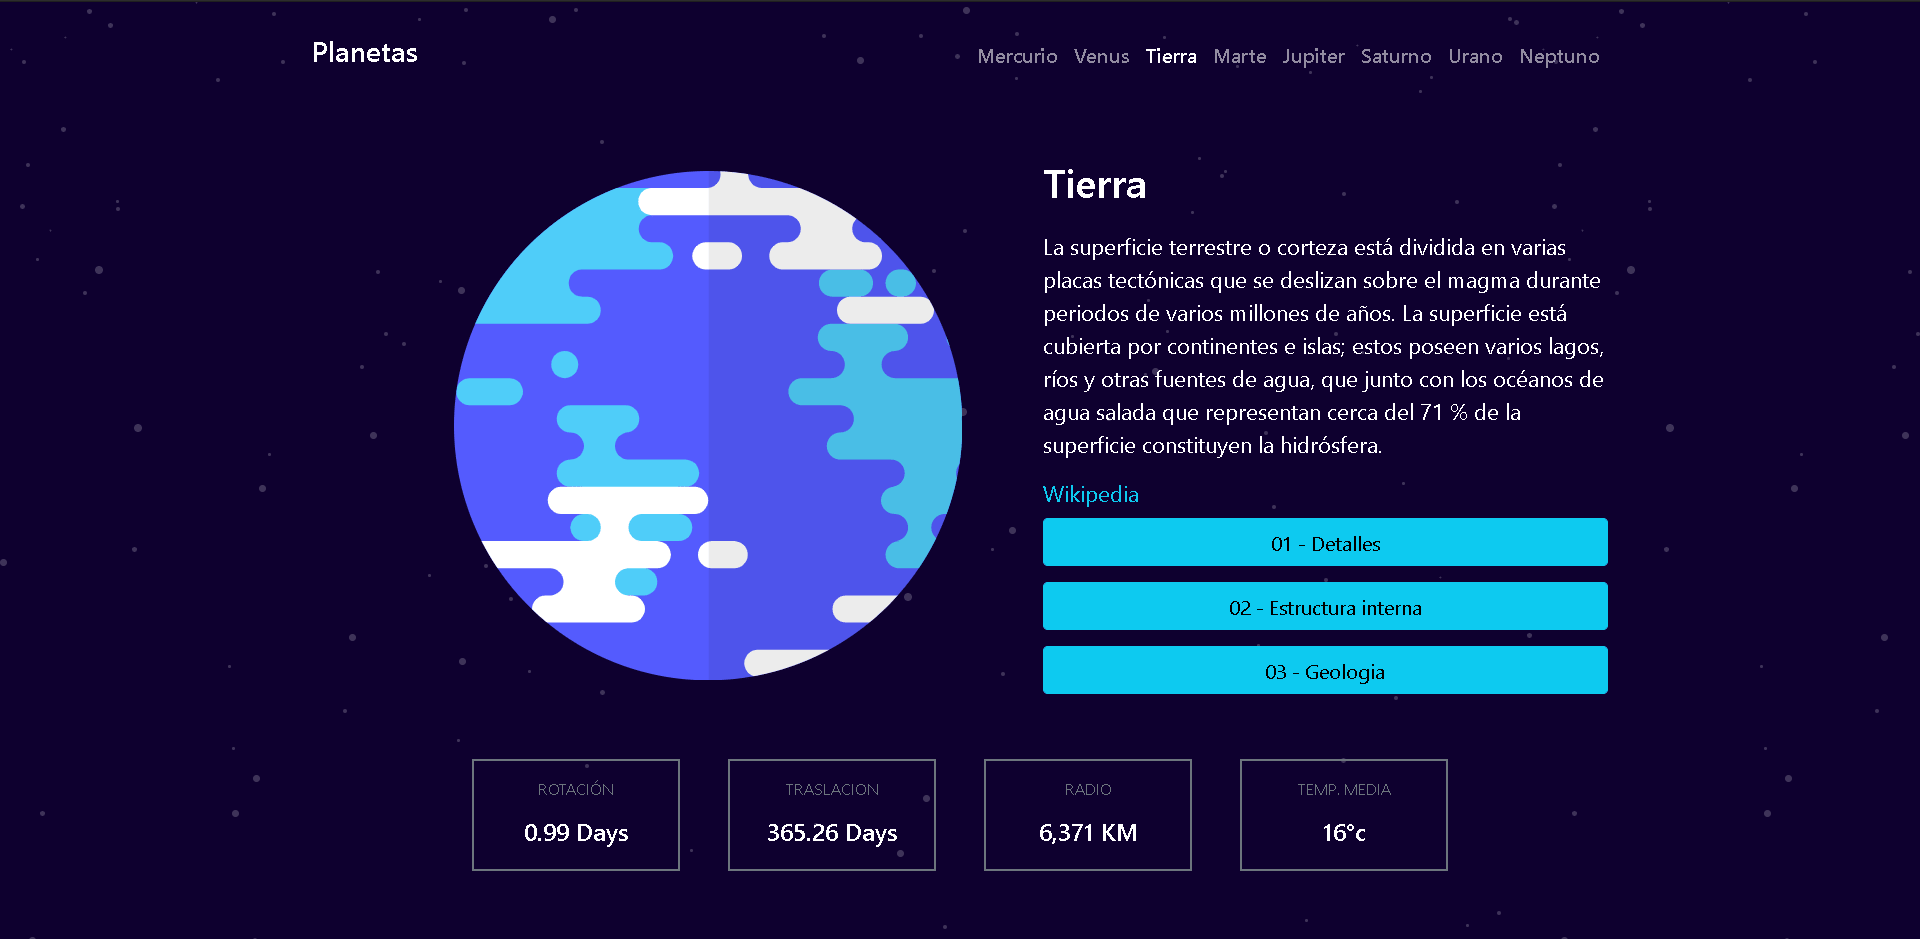 Planetas
Mercurio Venus Tierra Marte Jupiter Saturno Urano Neptuno
Tierra
La superficie terrestre o corteza está dividida en varias
placas tectónicas que se deslizan sobre el magma durante
periodos de varios millones de años. La superficie está
cubierta por continentes e islas; estos poseen varios lagos,
ríos y otras fuentes de agua, que junto con los océanos de
agua salada que representan cerca del 71 % de la
superficie constituyen la hidrósfera.
Wikipedia
01 - Detalles
02 - Estructura interna
03 - Geologia
ROTACIÓN
0.99 Days
TRASLACION
365.26 Days
RADIO
6,371 KM
TEMP. MEDIA
16°c